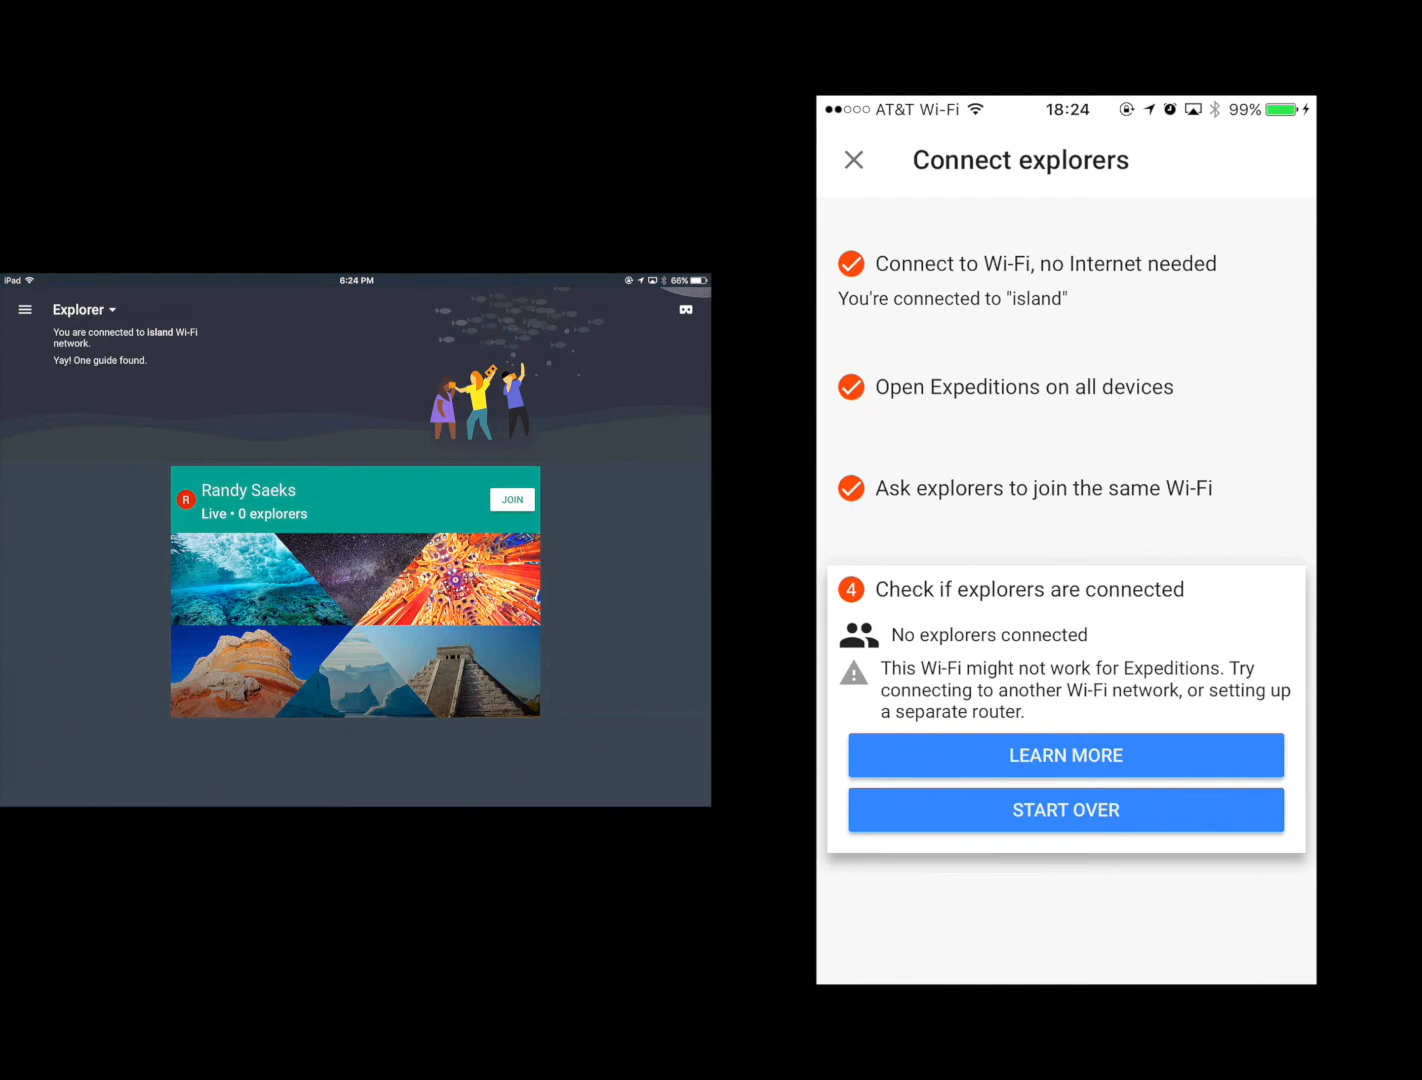 iPad
6:24 PM
66%
Explorer
You are connected to island Wi-Fi
network.
Yay! One guide found.
R
Randy Saeks
Live • 0 explorers
JOIN
AT&T Wi-Fi
18:24
99%
Connect explorers
Connect to Wi-Fi, no Internet needed
You're connected to "island"
Open Expeditions on all devices
Ask explorers to join the same Wi-Fi
4 Check if explorers are connected
No explorers connected
This Wi-Fi might not work for Expeditions. Try
connecting to another Wi-Fi network, or setting up
a separate router.
LEARN MORE
START OVER